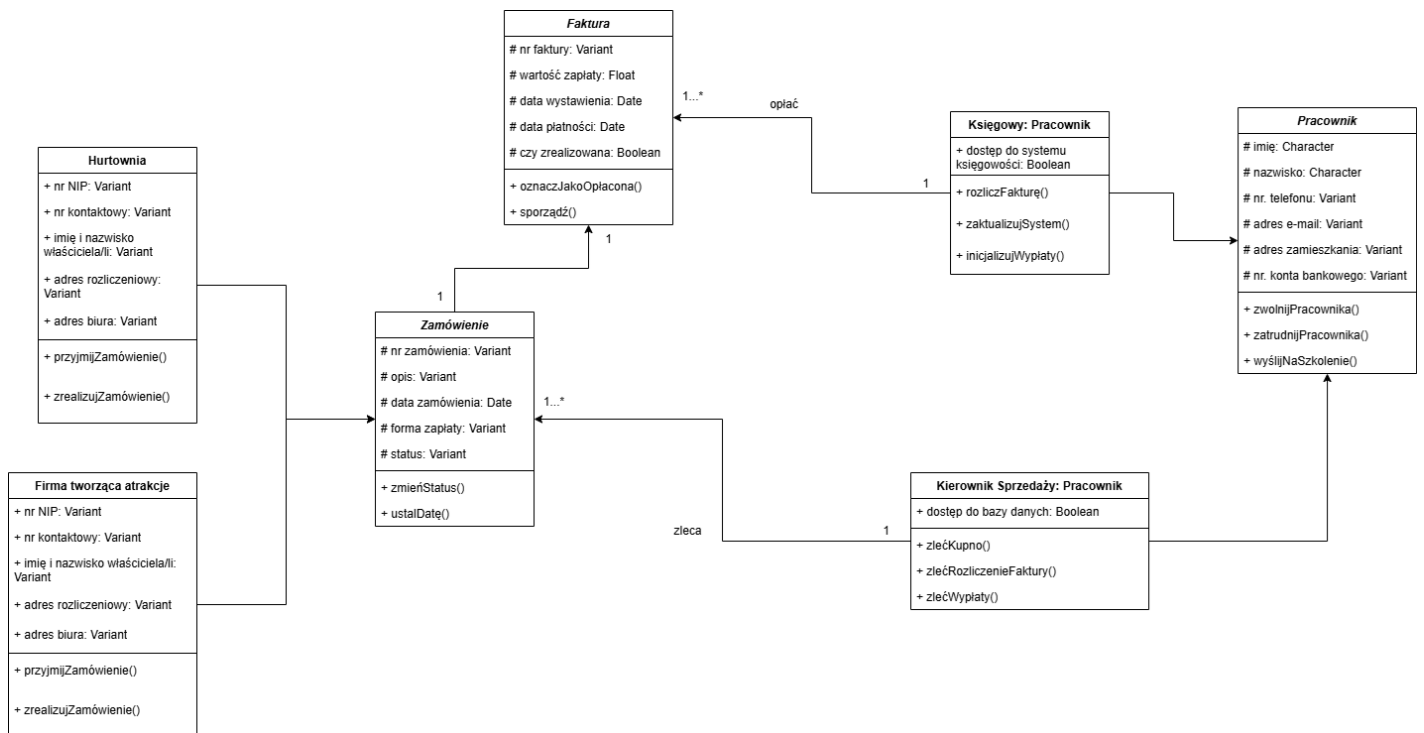 Faktura
# nr faktury: Variant
# wartość zapłaty: Float
# data wystawienia: Date
# data płatności: Date
# czy zrealizowana: Boolean
+ oznaczJakoOpłacona()
+ sporządź()
1...*
opłać
1
1
1
Księgowy: Pracownik
+ dostęp do systemu
księgowości: Boolean
+ rozliczFakturę()
+ zaktualizujSystem()
+ inicjalizujWypłaty()
Pracownik
# imię: Character
# nazwisko: Character
# nr. telefonu: Variant
# adres e-mail: Variant
# adres zamieszkania: Variant
# nr. konta bankowego: Variant
+ zwolnijPracownika()
+ zatrudnijPracownika()
+ wyślijNaSzkolenie()
Hurtownia
+ nr NIP: Variant
+ nr kontaktowy: Variant
+ imię i nazwisko
właściciela/li: Variant
+ adres rozliczeniowy:
Variant
+ adres biura: Variant
+ przyjmijZamówienie()
+ zrealizujZamówienie()
Zamówienie
# nr zamówienia: Variant
# opis: Variant
# data zamówienia: Date
# forma zapłaty: Variant
# status: Variant
+ zmieńStatus()
+ ustalDatę()
1...*
zleca
1
Firma tworząca atrakcje
+ nr NIP: Variant
+ nr kontaktowy: Variant
+ imię i nazwisko właściciela/li:
Variant
+ adres rozliczeniowy: Variant
+ adres biura: Variant
+ przyjmijZamówienie()
+ zrealizujZamówienie()
Kierownik Sprzedaży: Pracownik
+ dostęp do bazy danych: Boolean
+ zlećKupno()
+ zlećRozliczenieFaktury()
+ zlećWypłaty()